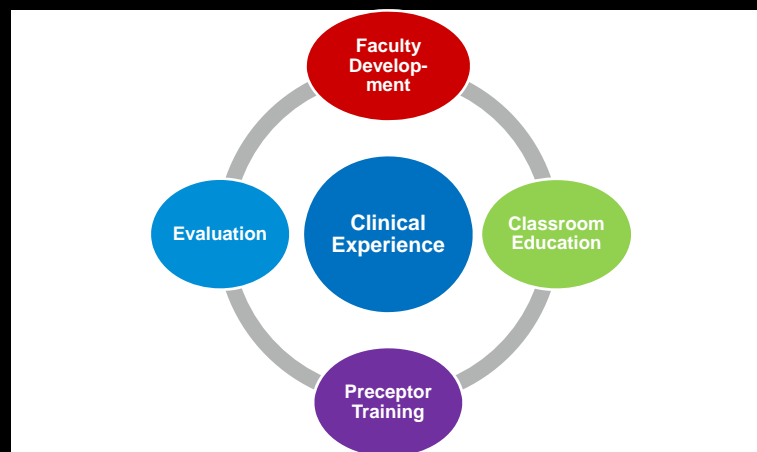 Faculty
Develop-
ment
Evaluation
Clinical
Experience
Classroom
Education
Preceptor
Training